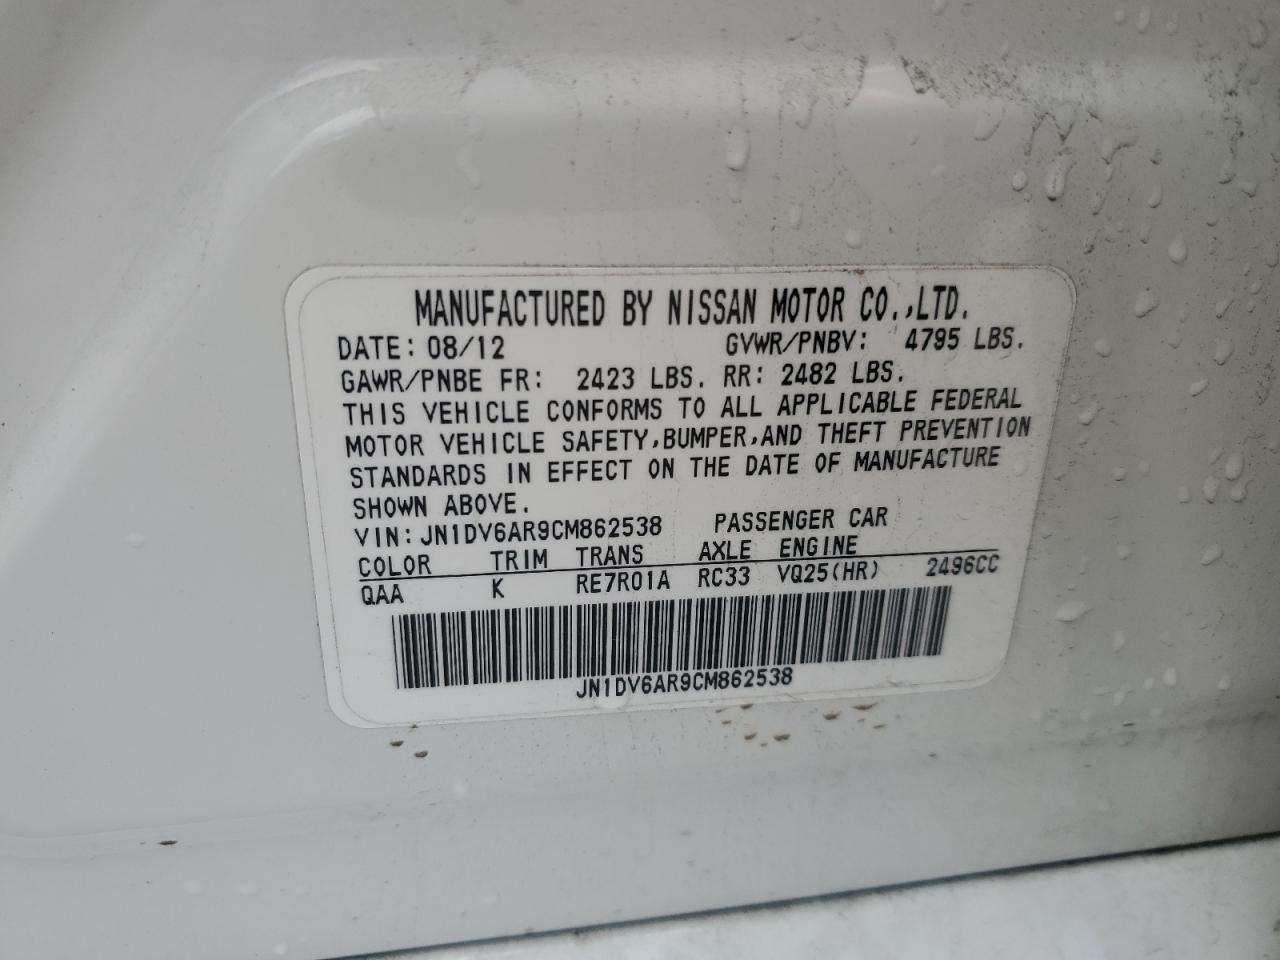 MANUFACTURED BY NISSAN MOTOR CO.,LTD.
DATE: 08/12 GVWR/PNBV: 4795 LBS.
GAWR/PNBE FR: 2423 LBS. RR: 2482 LBS.
THIS VEHICLE CONFORMS TO ALL APPLICABLE FEDERAL
MOTOR VEHICLE SAFETY,BUMPER,AND THEFT PREVENTION
STANDARDS IN EFFECT ON THE DATE OF MANUFACTURE
SHOWN ABOVE.
VIN: JN1DV6AR9CM862538 PASSENGER CAR
COLOR TRIM TRANS AXLE ENGINE
QAA K RE7R01A RC33 VQ25(HR) 2496CC
JN1DV6AR9CM862538